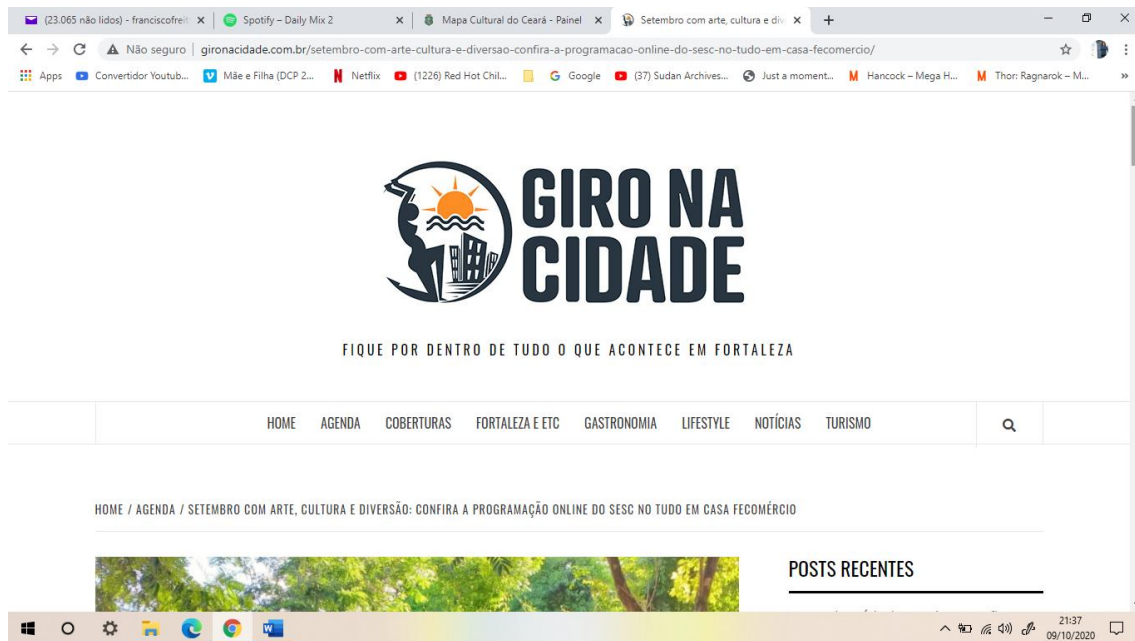 (23.065 não lidos) - franciscofreit
Spotify – Daily Mix 2
Mapa Cultural do Ceará - Painel
Setembro com arte, cultura e div
Não seguro
gironacidade.com.br/setembro-com-arte-cultura-e-diversao-confira-a-programacao-online-do-sesc-no-tudo-em-casa-fecomercio/
Apps
Convertidor Youtub...
Mãe e Filha (DCP 2...
Netflix
(1226) Red Hot Chil...
Google
(37) Sudan Archives...
Just a moment...
Hancock – Mega H...
Thor: Ragnarok – M...
GIRO NA
CIDADE
FIQUE POR DENTRO DE TUDO O QUE ACONTECE EM FORTALEZA
HOME AGENDA COBERTURAS FORTALEZA E ETC GASTRONOMIA LIFESTYLE NOTÍCIAS TURISMO
HOME / AGENDA / SETEMBRO COM ARTE, CULTURA E DIVERSÃO: CONFIRA A PROGRAMAÇÃO ONLINE DO SESC NO TUDO EM CASA FECOMÉRCIO
POSTS RECENTES
21:37
09/10/2020